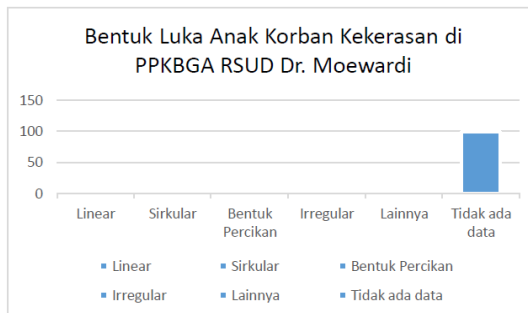 Bentuk Luka Anak Korban Kekerasan di
PPKBGA RSUD Dr. Moewardi
150
100
50
0
Linear
Sirkular
Bentuk
Percikan
Irregular
Lainnya
Tidak ada
data
Linear
Sirkular
Bentuk Percikan
Irregular
Lainnya
Tidak ada data